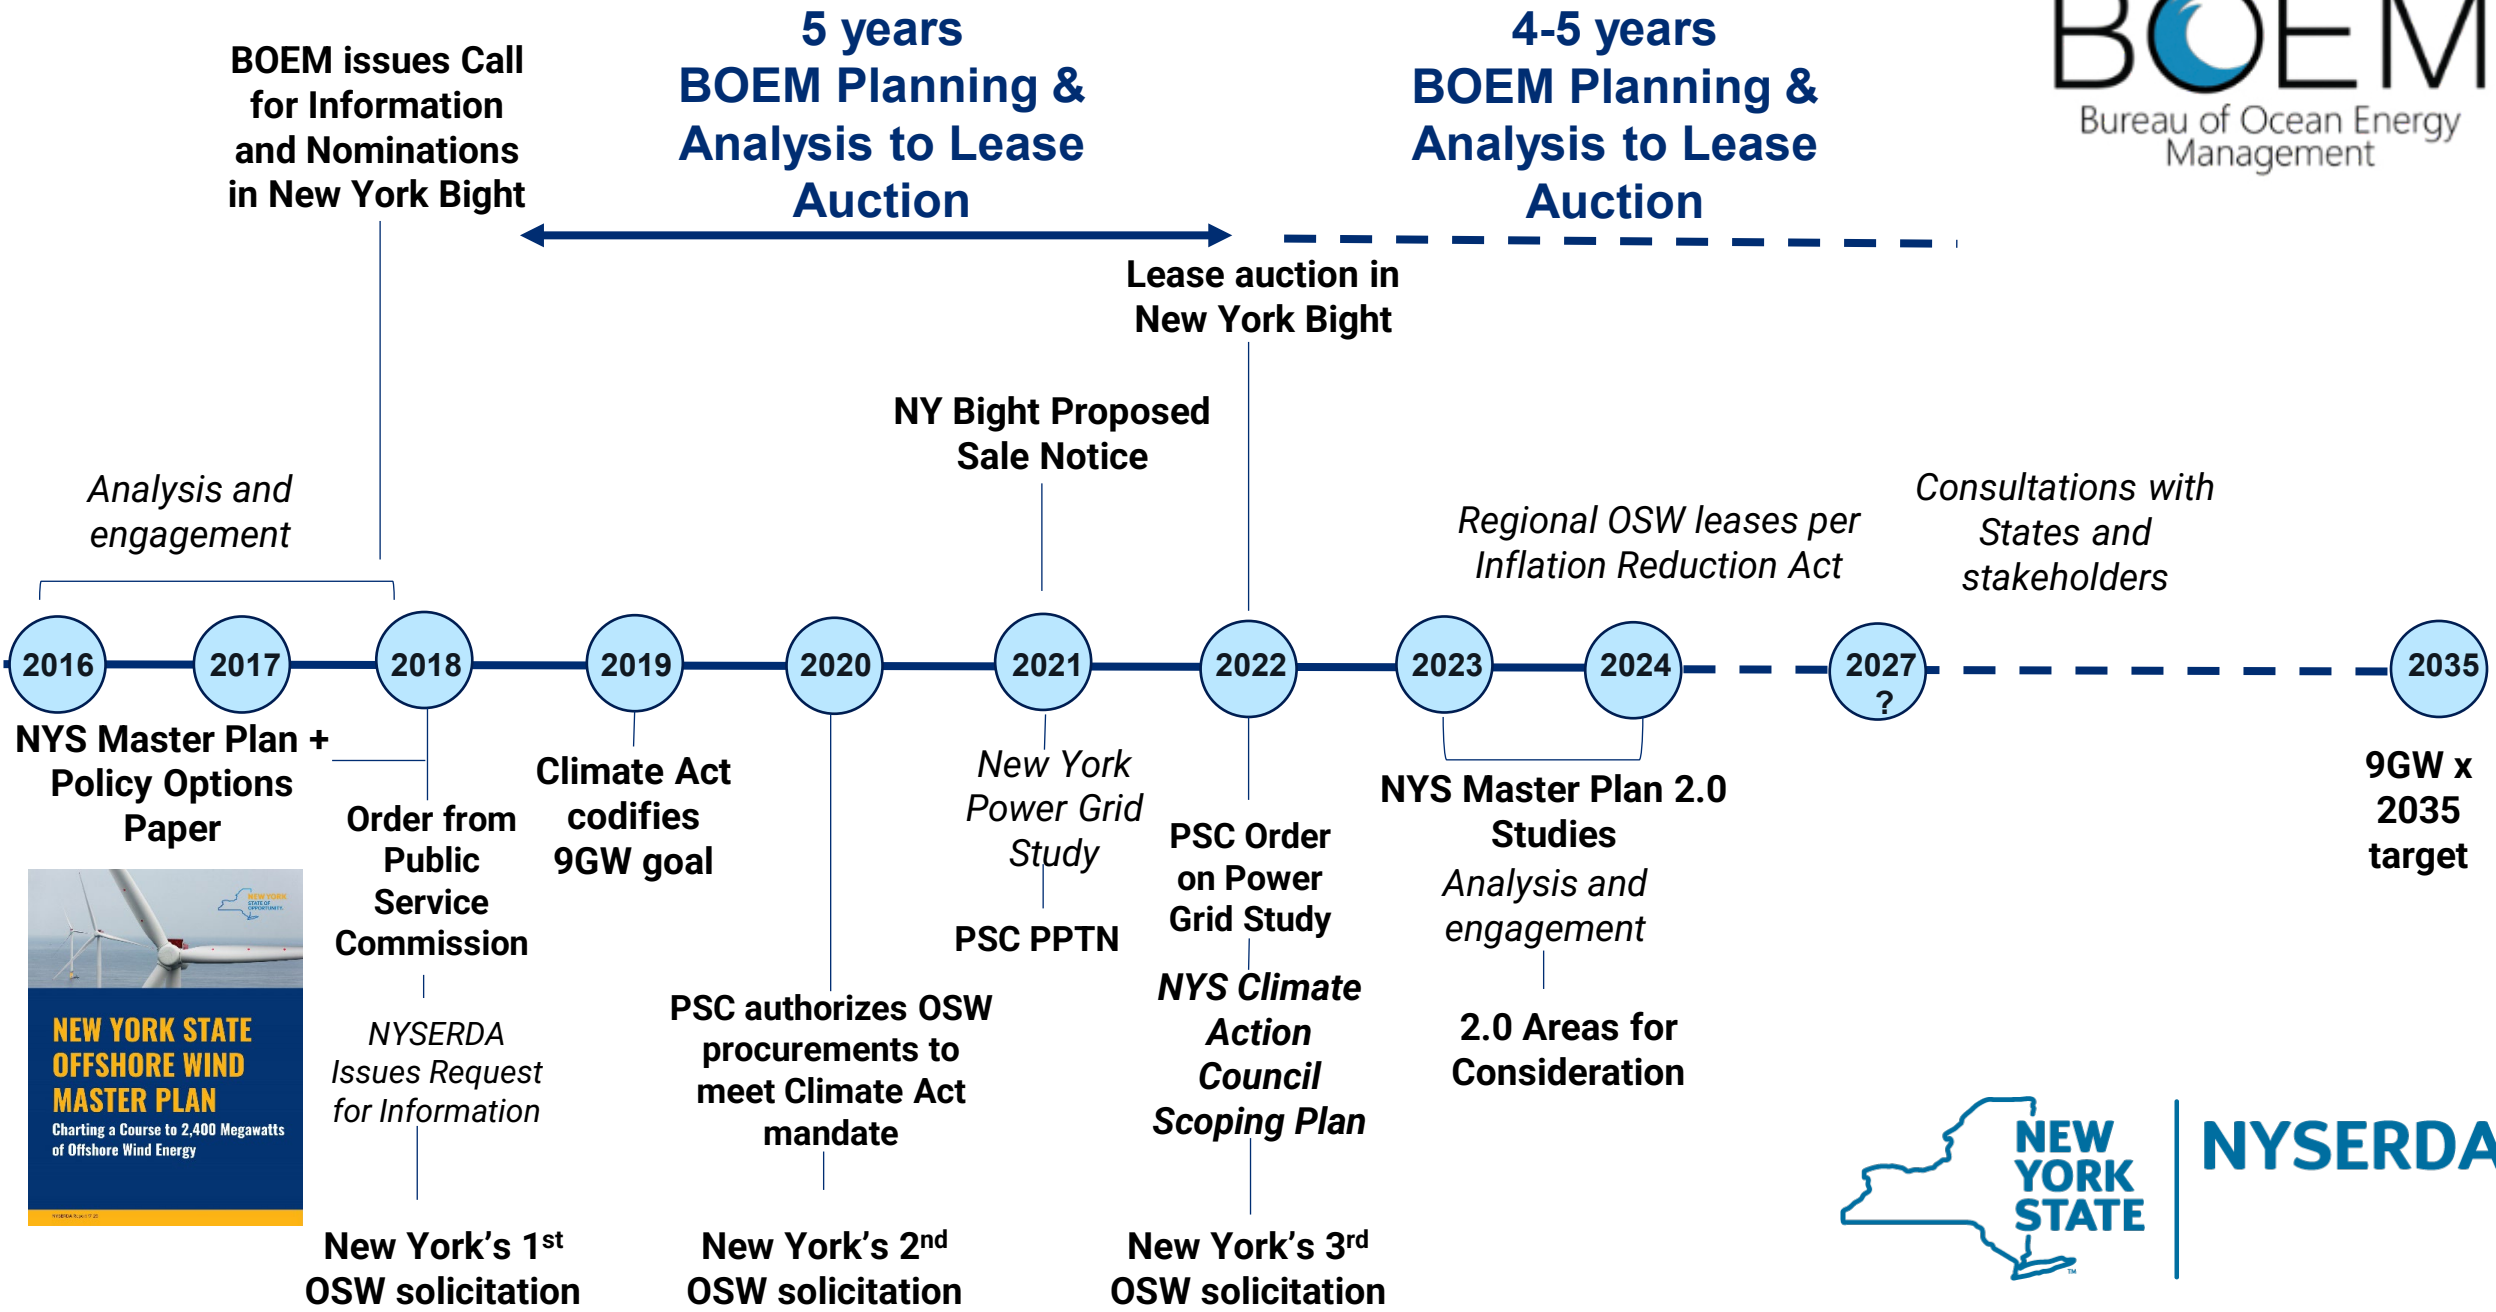 BOEM issues Call
for Information
and Nominations
in New York Bight
5 years
BOEM Planning &
Analysis to Lease
Auction
4-5 years
BOEM Planning &
Analysis to Lease
Auction
BOEM
Bureau of Ocean Energy
Management
Lease auction in
New York Bight
NY Bight Proposed
Sale Notice
Analysis and
engagement
Regional OSW leases per
Inflation Reduction Act
Consultations with
States and
stakeholders
2016
2017
2018
2019
2020
2021
2022
2023
2024
2027
?
2035
NYS Master Plan +
Policy Options
Paper
Order from
Public
Service
Commission
NYSERDA
Issues Request
for Information
New York's 1st
OSW solicitation
Climate Act
codifies
9GW goal
PSC authorizes OSW
procurements to
meet Climate Act
mandate
New York's 2nd
OSW solicitation
New York
Power Grid
Study
PSC PPTN
PSC Order
on Power
Grid Study
NYS Climate
Action
Council
Scoping Plan
New York's 3rd
OSW solicitation
NYS Master Plan 2.0
Studies
Analysis and
engagement
2.0 Areas for
Consideration
9GW x
2035
target
NEW YORK
STATE OF
OPPORTUNITY.
NEW YORK STATE
OFFSHORE WIND
MASTER PLAN
Charting a Course to 2,400 Megawatts
of Offshore Wind Energy
NEW
YORK
STATE
TM
NYSERDA